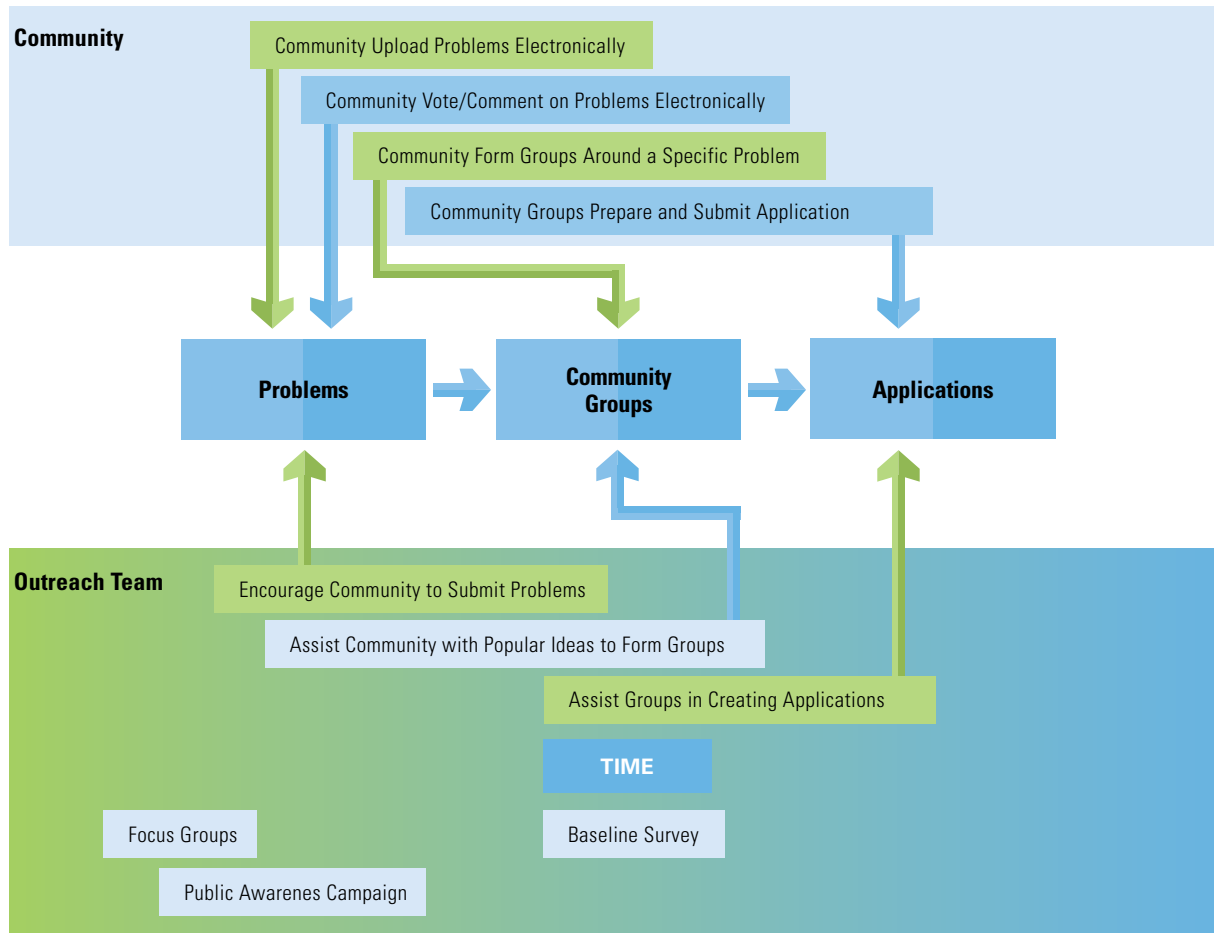 Community
Community Upload Problems Electronically
Community Vote/Comment on Problems Electronically
Community Form Groups Around a Specific Problem
Community Groups Prepare and Submit Application
Problems
Community
Groups
Applications
Outreach Team
Encourage Community to Submit Problems
Assist Community with Popular Ideas to Form Groups
Assist Groups in Creating Applications
TIME
Focus Groups
Baseline Survey
Public Awarenes Campaign